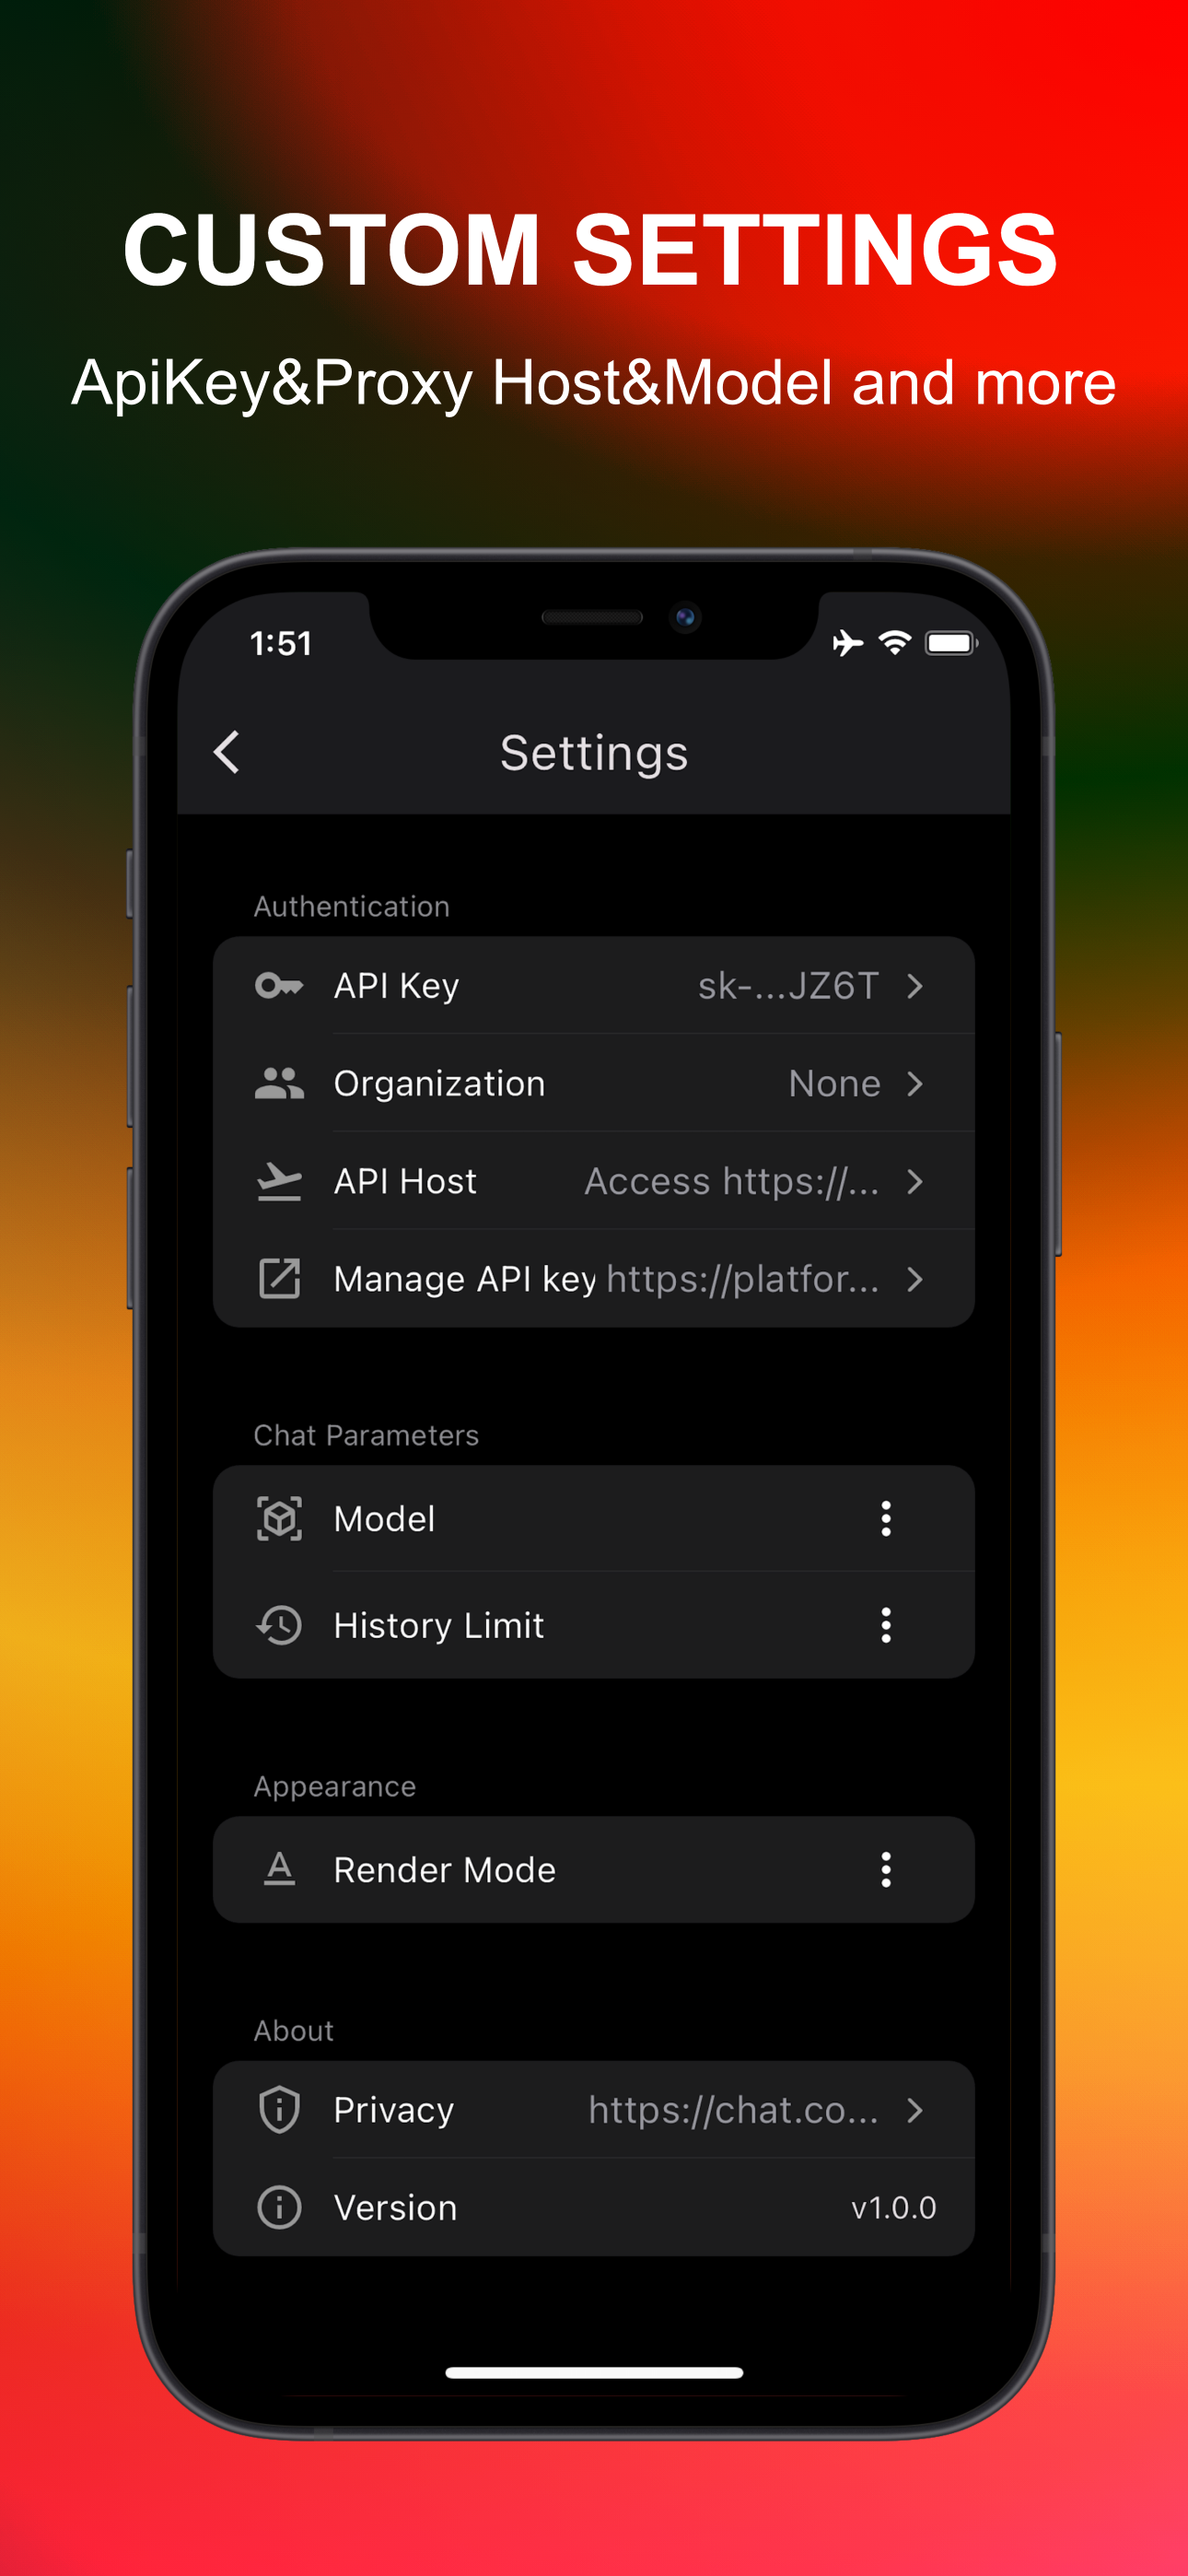 CUSTOM SETTINGS
ApiKey&Proxy Host&Model and more
1:51
Settings
Authentication
API Key sk-...JZ6T
Organization None
API Host Access https://...
Manage API key https://platfor...
Chat Parameters
Model
History Limit
Appearance
Render Mode
About
Privacy https://chat.co...
Version v1.0.0